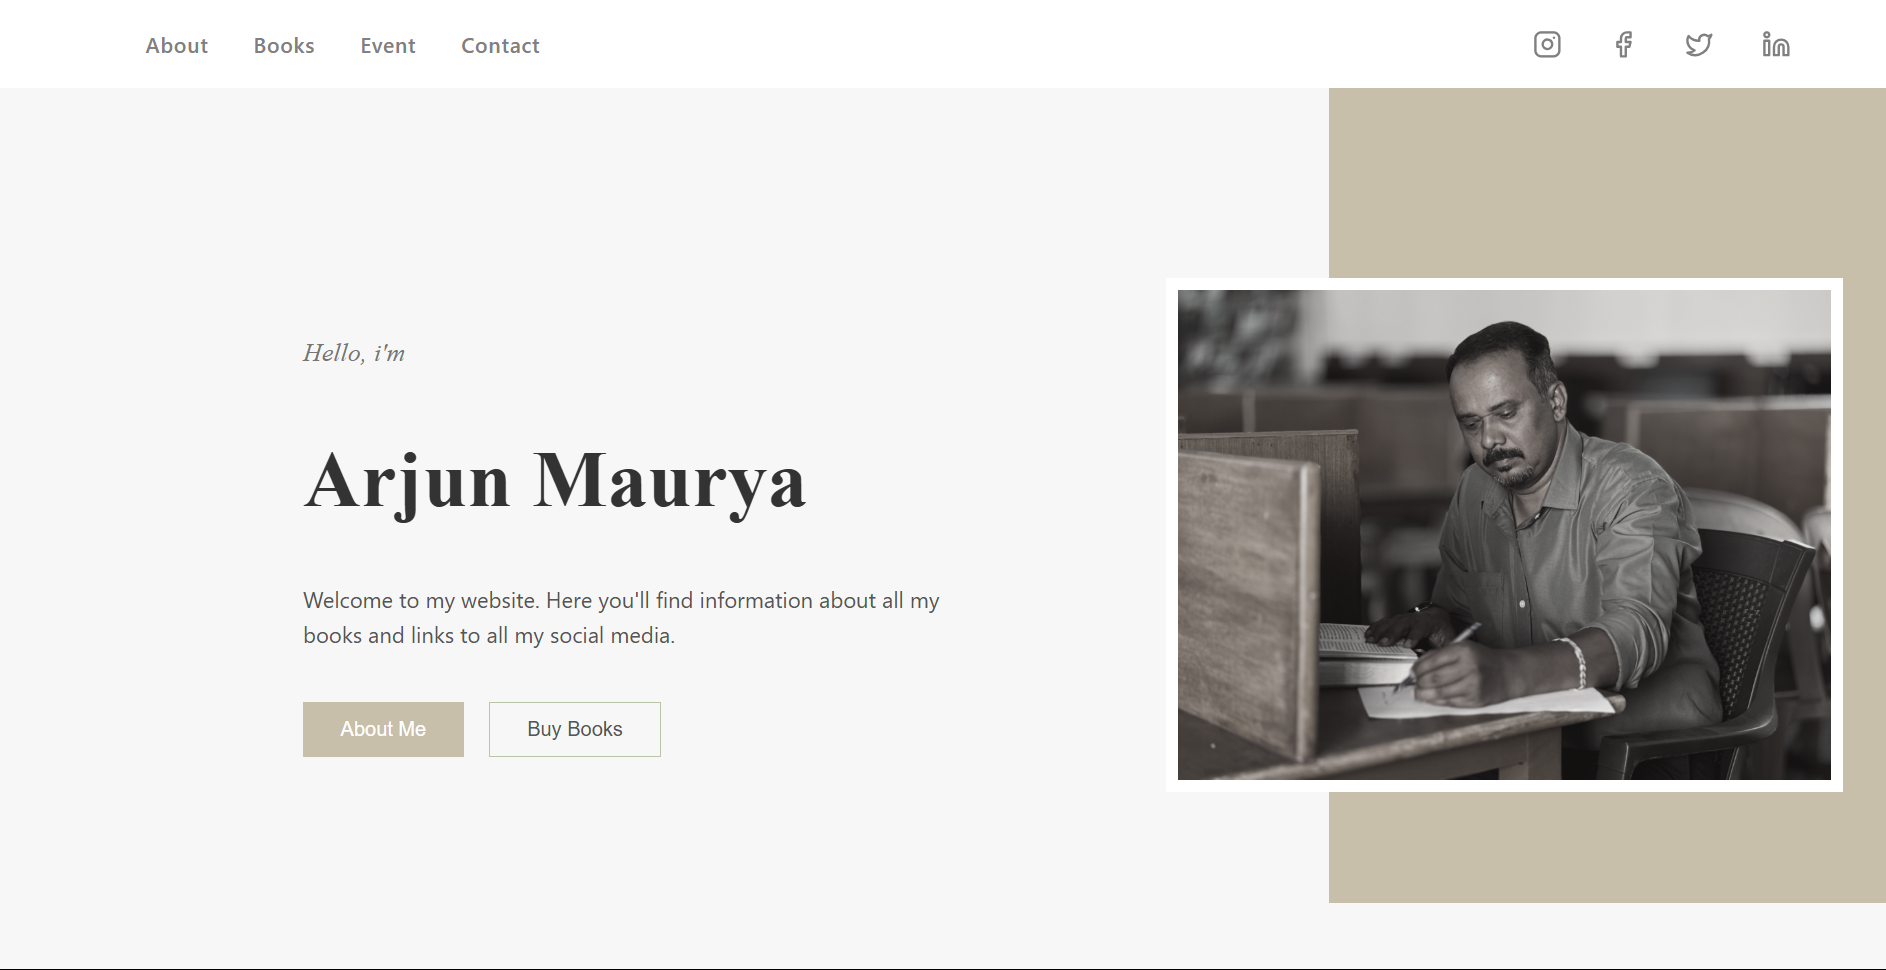 About
Books
Event
Contact
Hello, i'm
Arjun Maurya
Welcome to my website. Here you'll find information about all my
books and links to all my social media.
About Me
Buy Books